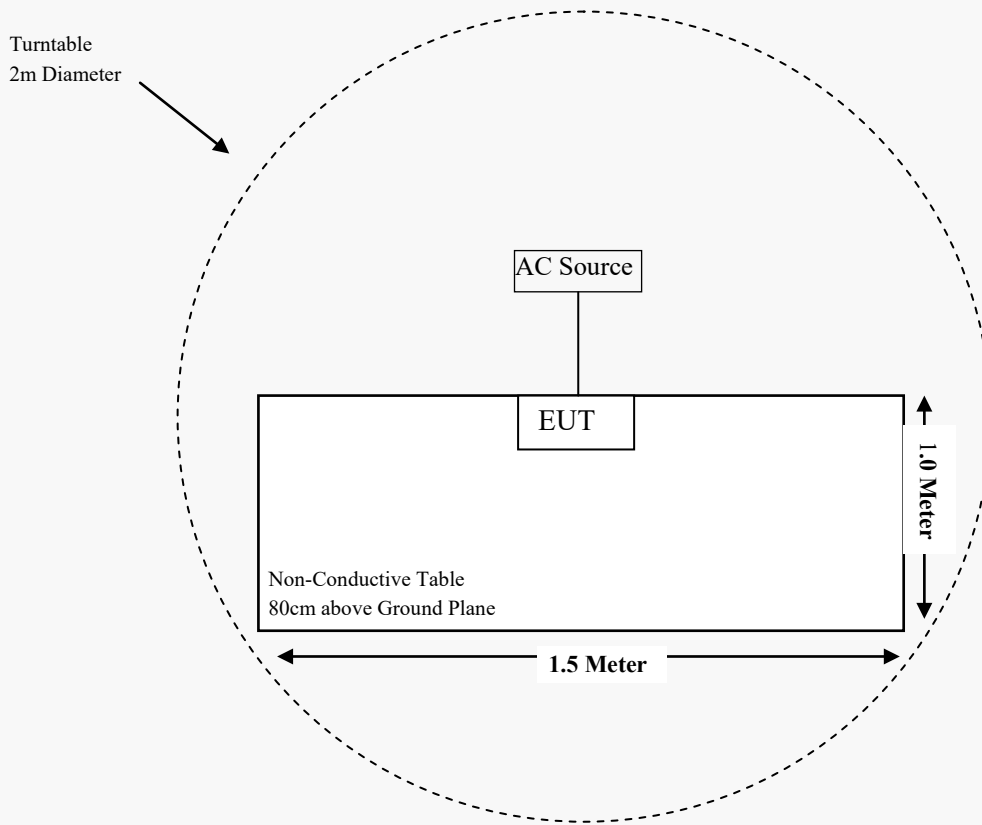 Turntable
2m Diameter
AC Source
EUT
1.0 Meter
Non-Conductive Table
80cm above Ground Plane
1.5 Meter